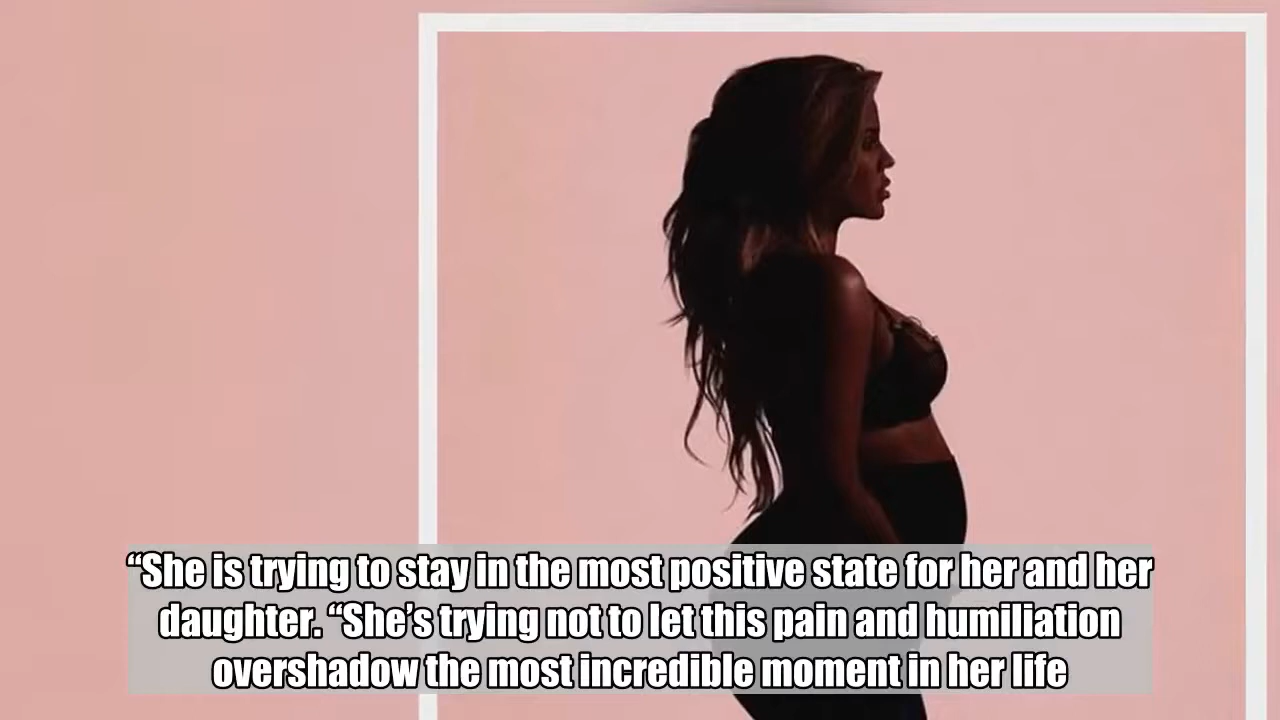 “She is trying to stay in the most positive state for her and her
daughter. “She’s trying not to let this pain and humiliation
overshadow the most incredible moment in her life